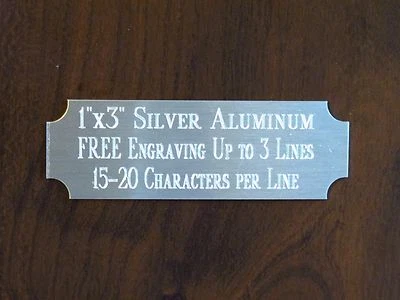 1"x3" Silver Aluminum
FREE Engraving Up to 3 Lines
15-20 Characters per Line